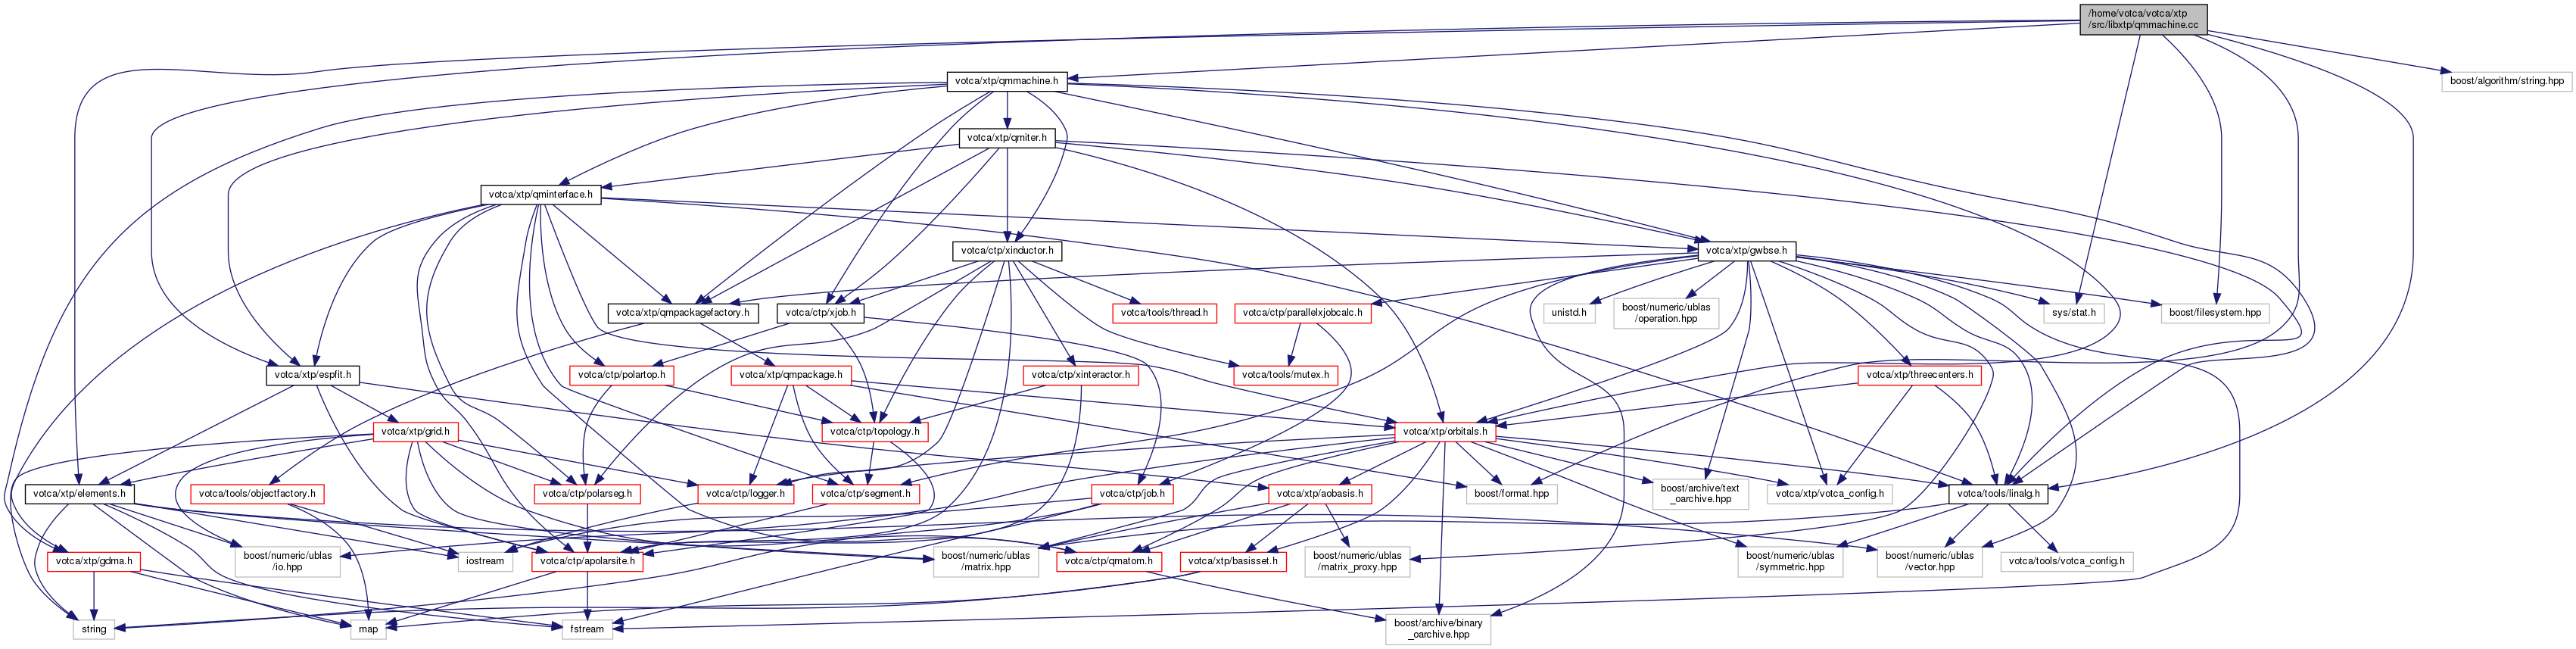 /home/votca/votca/xtp
/src/libxtp/qmmachine.cc
votca/xtp/qmmachine.h
boost/algorithm/string.hpp
votca/xtp/qmiter.h
votca/xtp/qminterface.h
votca/ctp/xinductor.h
votca/xtp/gwbse.h
votca/xtp/qmpackagefactory.h
votca/ctp/xjob.h
votca/tools/thread.h
votca/ctp/parallelxjobcalc.h
unistd.h
boost/numeric/ublas
/operation.hpp
sys/stat.h
boost/filesystem.hpp
votca/xtp/espfit.h
votca/ctp/polartop.h
votca/xtp/qmpackage.h
votca/ctp/xinteractor.h
votca/tools/mutex.h
votca/xtp/threecenters.h
votca/xtp/grid.h
votca/ctp/topology.h
votca/xtp/orbitals.h
votca/xtp/elements.h
votca/tools/objectfactory.h
votca/ctp/polarseg.h
votca/ctp/logger.h
votca/ctp/segment.h
votca/ctp/job.h
votca/xtp/aobasis.h
boost/format.hpp
boost/archive/text
_oarchive.hpp
votca/xtp/votca_config.h
votca/tools/linalg.h
votca/xtp/gdma.h
boost/numeric/ublas
/io.hpp
iostream
votca/ctp/apolarsite.h
boost/numeric/ublas
/matrix.hpp
votca/ctp/qmatom.h
votca/xtp/basisset.h
boost/numeric/ublas
/matrix_proxy.hpp
boost/numeric/ublas
/symmetric.hpp
boost/numeric/ublas
/vector.hpp
votca/tools/votca_config.h
string
map
fstream
boost/archive/binary
_oarchive.hpp